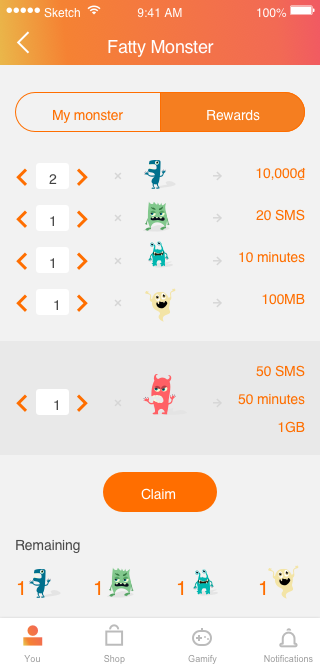 Sketch 9:41 AM 100%
Fatty Monster
My monster Rewards
2 × 10,000₫
1 × 20 SMS
1 × 10 minutes
1 × 100MB
50 SMS
1 × 50 minutes
1GB
Claim
Remaining
1 1 1 1
You Shop Gamify Notifications